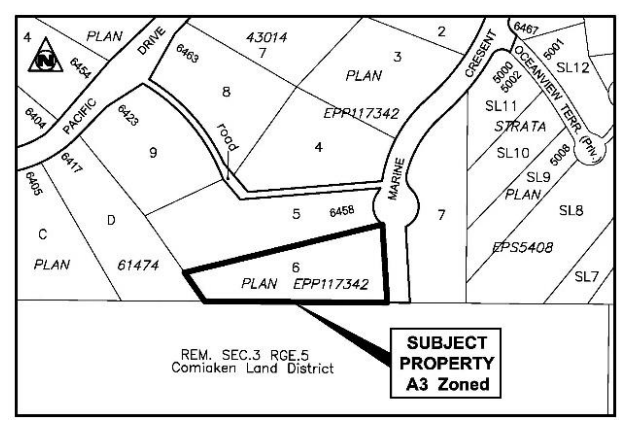 4
PLAN
DRIVE
43014
7
2
6467
N
6454
6463
3
CRESENT
OCEANVIEW TERR. (Priv.)
5001
SL12
PLAN
5000
5002
8
6404
PACIFIC
6423
road
EPP117342
SL11
STRATA
9
4
SL10
5008
6417
6405
MARINE
SL9
PLAN
D
5
6458
7
SL8
C
EPS5408
PLAN
61474
6
PLAN EPP117342
SL7
REM. SEC.3 RGE.5
Comiaken Land District
SUBJECT
PROPERTY
A3 Zoned